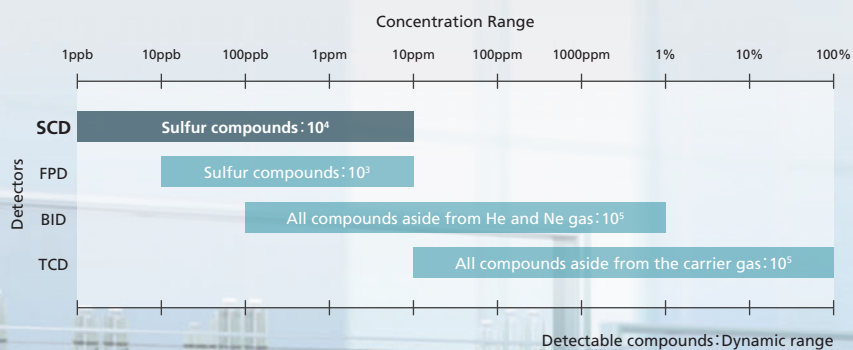 Concentration Range
1ppb 10ppb 100ppb 1ppm 10ppm 100ppm 1000ppm 1% 10% 100%
Detectors
SCD Sulfur compounds:10⁴
FPD Sulfur compounds:10³
BID All compounds aside from He and Ne gas:10⁵
TCD All compounds aside from the carrier gas:10⁵
Detectable compounds:Dynamic range